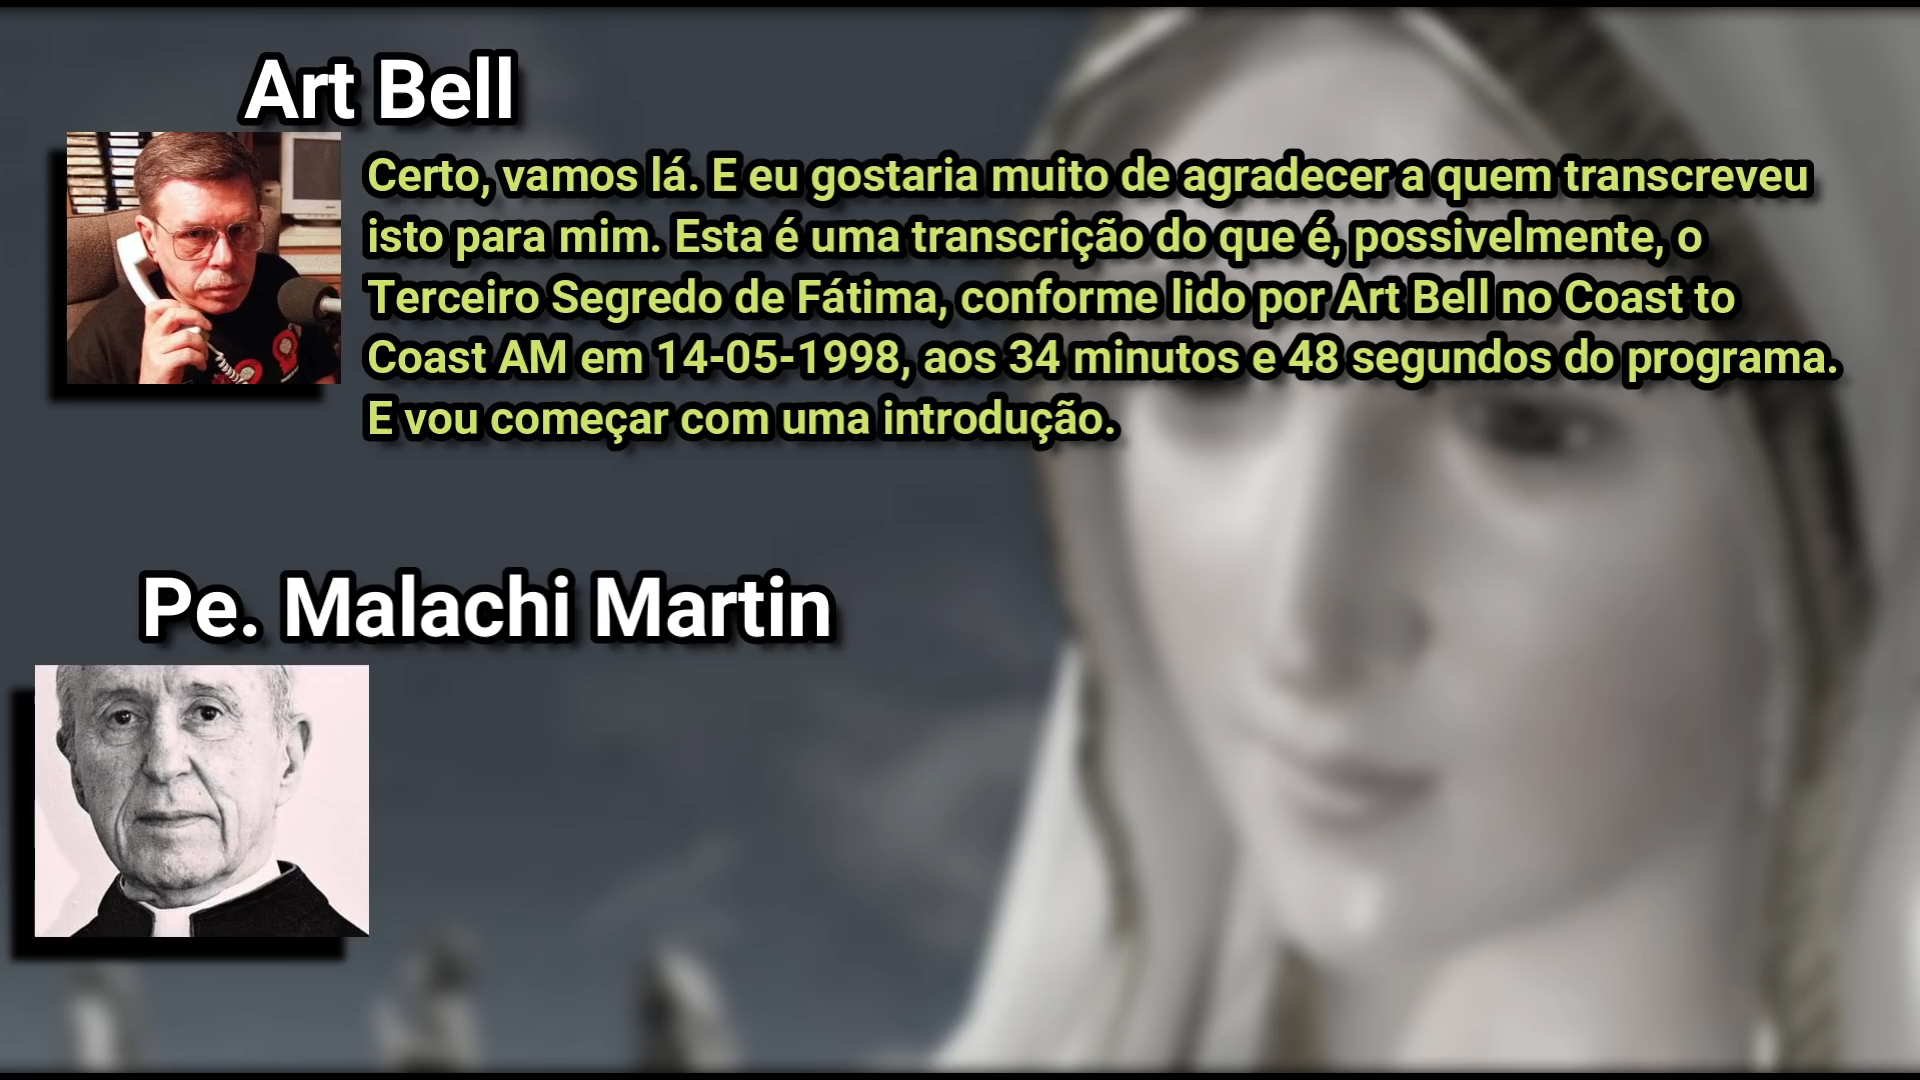 Art Bell
Certo, vamos lá. E eu gostaria muito de agradecer a quem transcreveu
isto para mim. Esta é uma transcrição do que é, possivelmente, o
Terceiro Segredo de Fátima, conforme lido por Art Bell no Coast to
Coast AM em 14-05-1998, aos 34 minutos e 48 segundos do programa.
E vou começar com uma introdução.
Pe. Malachi Martin